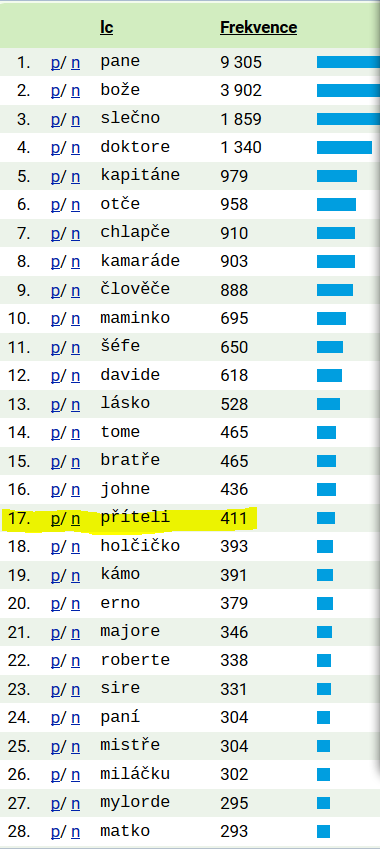 lc Frekvence
1. p/ n pane 9 305
2. p/ n bože 3 902
3. p/ n slečno 1 859
4. p/ n doktore 1 340
5. p/ n kapitáne 979
6. p/ n otče 958
7. p/ n chlapče 910
8. p/ n kamaráde 903
9. p/ n člověče 888
10. p/ n maminko 695
11. p/ n šéfe 650
12. p/ n davide 618
13. p/ n lásko 528
14. p/ n tome 465
15. p/ n bratře 465
16. p/ n johne 436
17. p/ n příteli 411
18. p/ n holčičko 393
19. p/ n kámo 391
20. p/ n erno 379
21. p/ n majore 346
22. p/ n roberte 338
23. p/ n sire 331
24. p/ n paní 304
25. p/ n mistře 304
26. p/ n miláčku 302
27. p/ n mylorde 295
28. p/ n matko 293